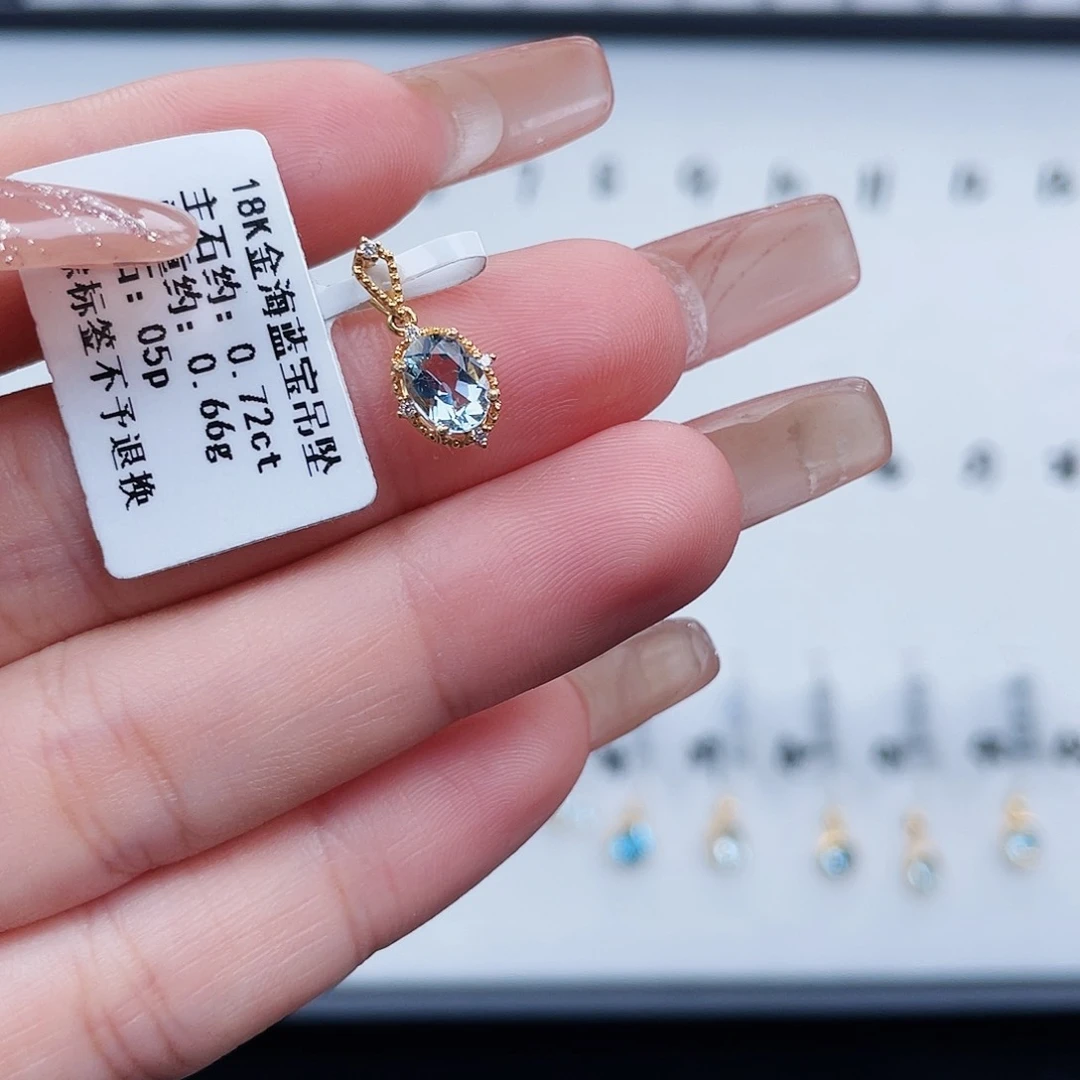 18K金海蓝宝吊坠
主石约: 0.72ct
重约: 0.66g
石: 05p
标签不予退换